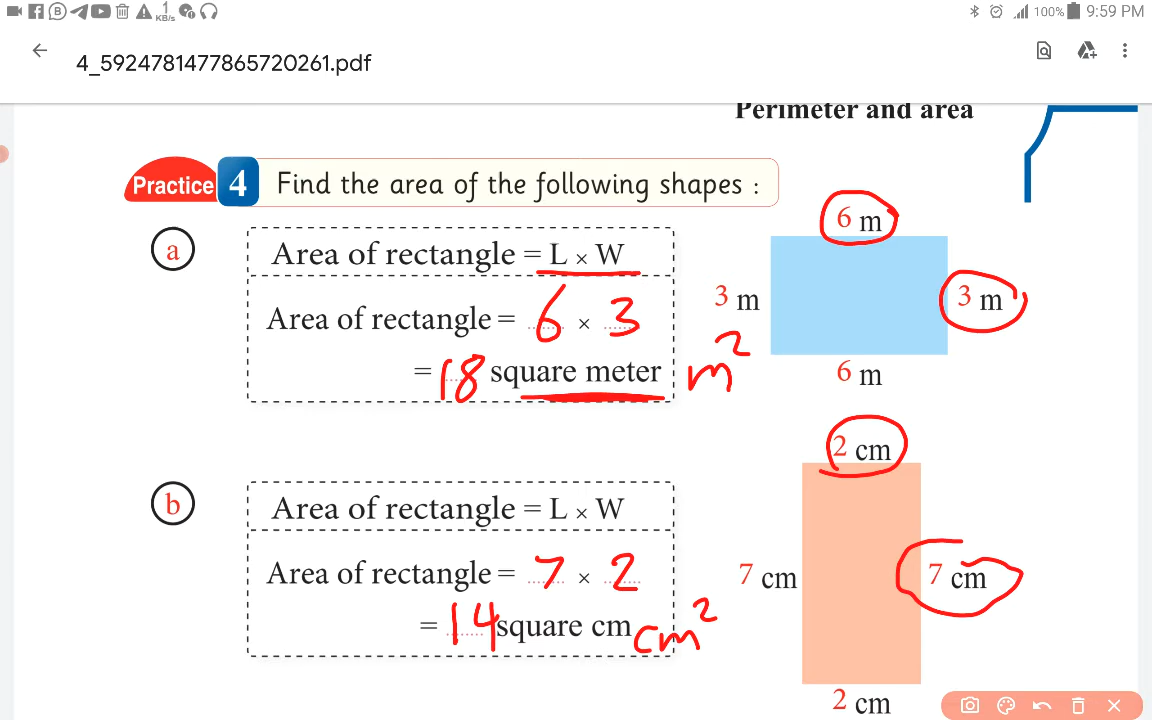 1
KB/s
100%
9:59 PM
4_5924781477865720261.pdf
Perimeter and area
Practice 4 Find the area of the following shapes :
a
Area of rectangle = L × W
Area of rectangle = 6 × 3
= 18 square meter m²
6 m
3 m
3 m
6 m
b
Area of rectangle = L × W
Area of rectangle = 7 × 2
= 14 square cm cm²
2 cm
7 cm
7 cm
2 cm